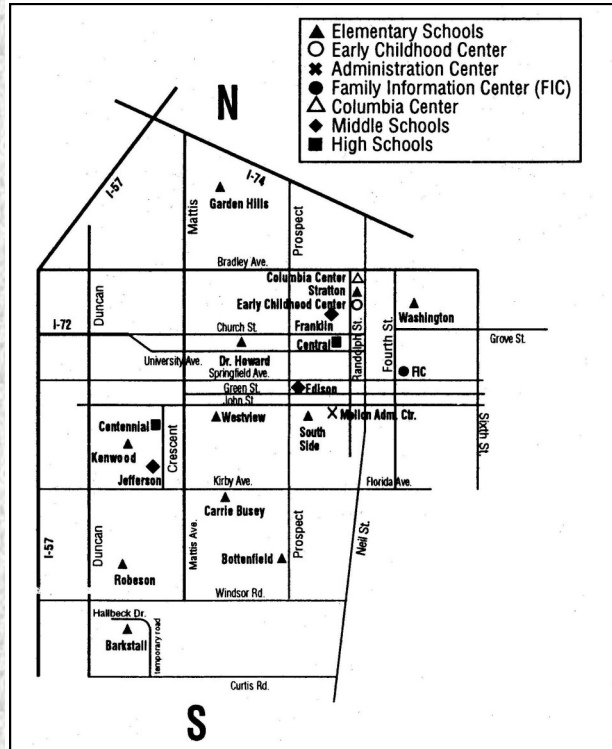 Elementary Schools
Early Childhood Center
Administration Center
Family Information Center (FIC)
Columbia Center
Middle Schools
High Schools
N
I-57
I-74
Garden Hills
Mattis
Prospect
Bradley Ave.
Duncan
Columbia Center
Stratton
Early Childhood Center
Washington
Franklin
I-72
Church St.
Central
Randolph St.
Fourth St.
Grove St.
University Ave.
Dr. Howard
Springfield Ave.
FIC
Green St.
Edison
John St
Centennial
Westview
South
Side
Mellon Adm. Ctr.
Sixth St.
Kenwood
Crescent
Jefferson
Kirby Ave.
Florida Ave.
Carrie Busey
I-57
Duncan
Mattis Ave.
Prospect
Neil St.
Bottenfield
Robeson
Windsor Rd.
Hallbeck Dr.
Barkstall
temporary road
Curtis Rd.
S